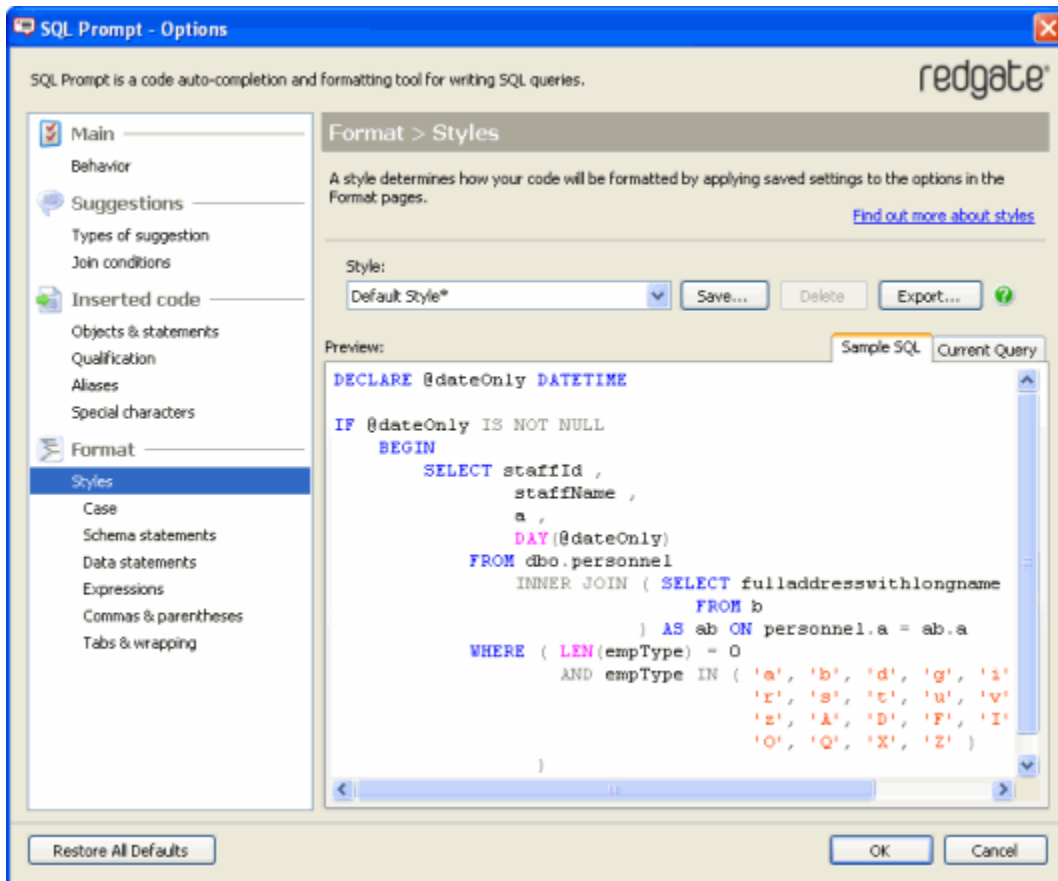 SQL Prompt - Options
SQL Prompt is a code auto-completion and formatting tool for writing SQL queries.
redgate
Main
Behavior
Suggestions
Types of suggestion
Join conditions
Inserted code
Objects & statements
Qualification
Aliases
Special characters
Format
Styles
Case
Schema statements
Data statements
Expressions
Commas & parentheses
Tabs & wrapping
Format > Styles
A style determines how your code will be formatted by applying saved settings to the options in the
Format pages.
Find out more about styles
Style:
Default Style*
Save...
Delete
Export...
?
Preview:
Sample SQL
Current Query
DECLARE @dateOnly DATETIME
IF @dateOnly IS NOT NULL
BEGIN
SELECT staffId ,
staffName ,
a ,
DAY(@dateOnly)
FROM dbo.personnel
INNER JOIN ( SELECT fulladdresswithlongname
FROM b
) AS ab ON personnel.a = ab.a
WHERE ( LEN(empType) = 0
AND empType IN ( 'a', 'b', 'd', 'g', 'i'
'r', 's', 't', 'u', 'v'
'z', 'A', 'D', 'F', 'I'
'O', 'Q', 'X', 'Z' )
)
Restore All Defaults
OK
Cancel